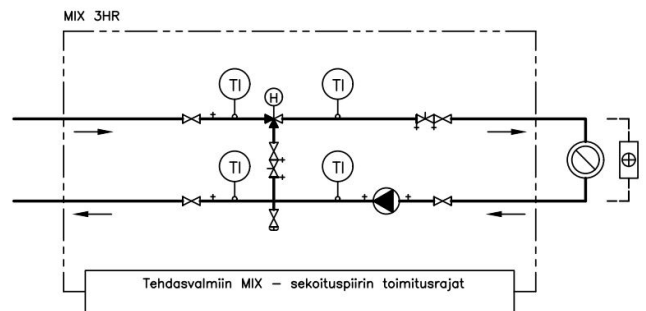 MIX 3HR
TI
TI
H
TI
TI
Tehdasvalmiin MIX – sekoituspiirin toimitusrajat